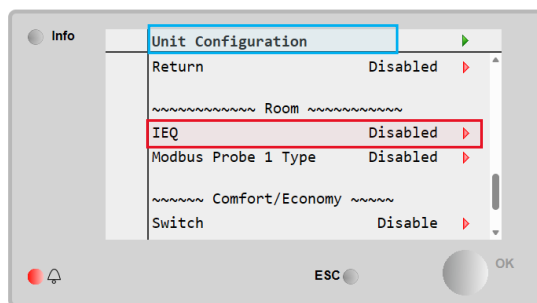 Info
Unit Configuration
Return Disabled
~~~~~~~~~~~~ Room ~~~~~~~~~~~
IEQ Disabled
Modbus Probe 1 Type Disabled
~~~~~~ Comfort/Economy ~~~~~
Switch Disable
ESC
OK